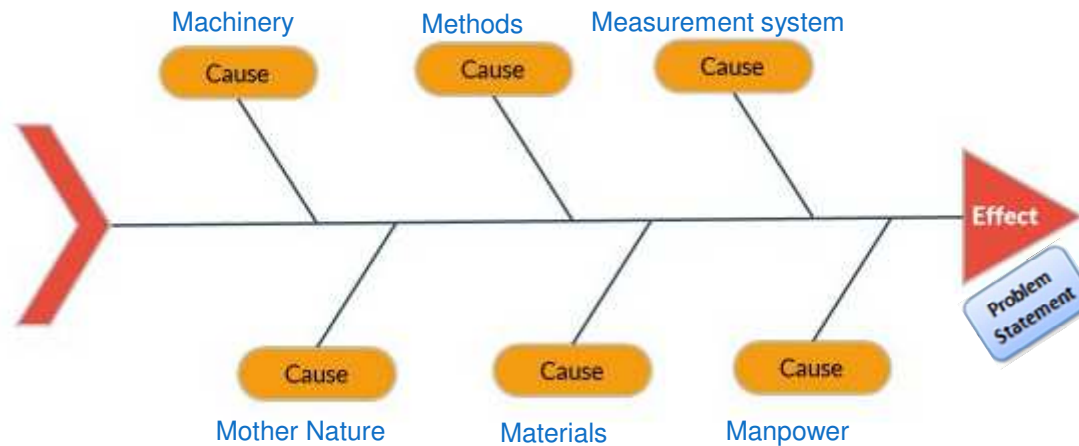 Machinery
Methods
Measurement system
Cause
Cause
Cause
Effect
Problem
Statement
Cause
Cause
Cause
Mother Nature
Materials
Manpower